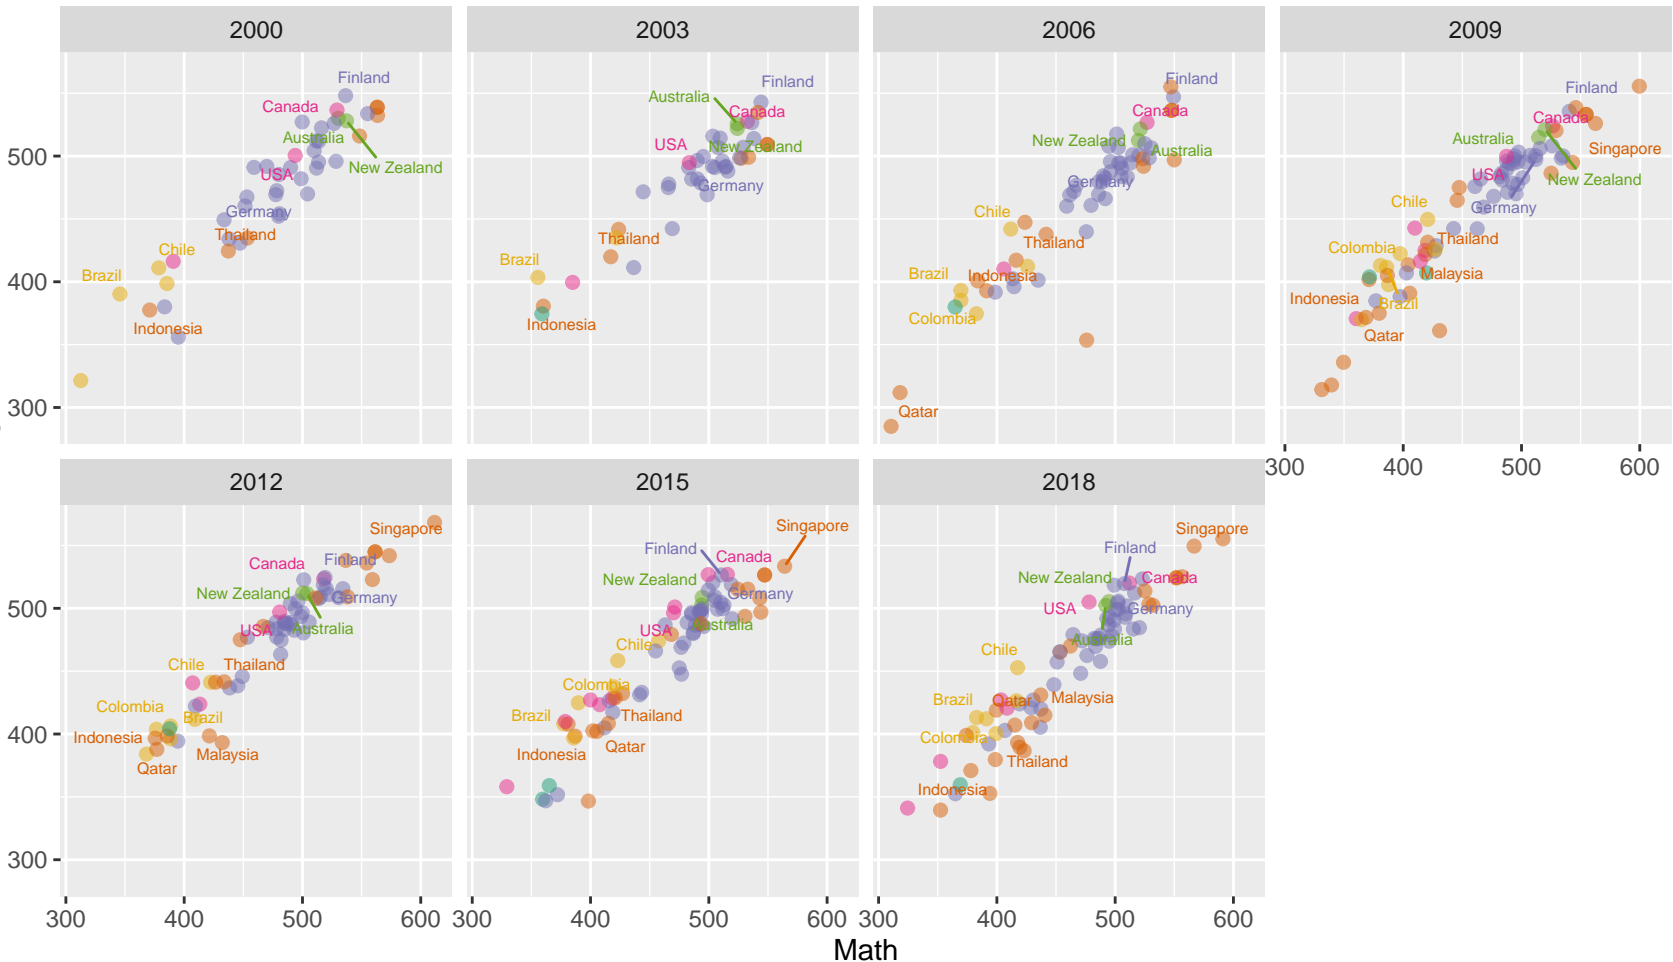 2000 2003 2006 2009
500
400
300
Finland
Canada
Australia
New Zealand
USA
Germany
Thailand
Chile
Brazil
Indonesia
Finland
Australia
Canada
USA
New Zealand
Germany
Thailand
Brazil
Indonesia
Finland
Canada
New Zealand
Australia
Germany
Chile
Thailand
Brazil
Indonesia
Colombia
Qatar
Finland
Canada
Australia
Singapore
USA
New Zealand
Chile
Germany
Colombia
Thailand
Malaysia
Indonesia
Brazil
Qatar
300 400 500 600
2012 2015 2018
500
400
300
Singapore
Canada
Finland
New Zealand
Germany
USA
Australia
Chile
Thailand
Colombia
Brazil
Indonesia
Malaysia
Qatar
Singapore
Finland
Canada
New Zealand
Germany
USA
Australia
Chile
Colombia
Brazil
Thailand
Qatar
Indonesia
Singapore
Finland
New Zealand
Canada
USA
Germany
Australia
Chile
Brazil
Qatar
Malaysia
Colombia
Thailand
Indonesia
300 400 500 600 300 400 500 600 300 400 500 600
Math